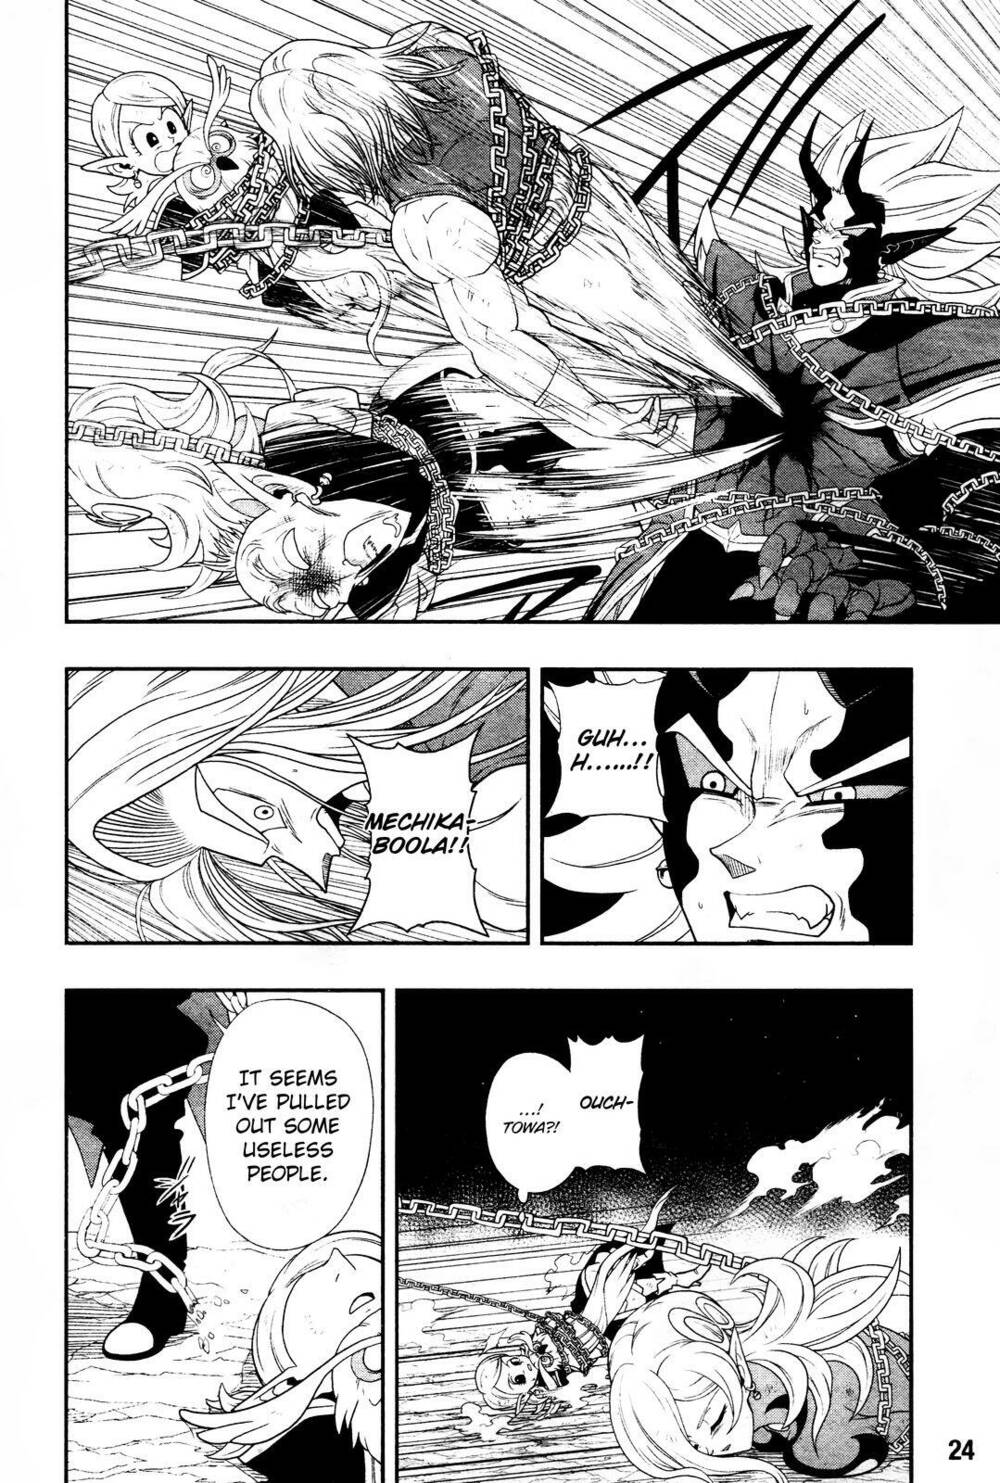 GUH...
H......!!
MECHIKA-
BOOLA!!
OUCH-
...!
TOWA?!
IT SEEMS
I'VE PULLED
OUT SOME
USELESS
PEOPLE.
24